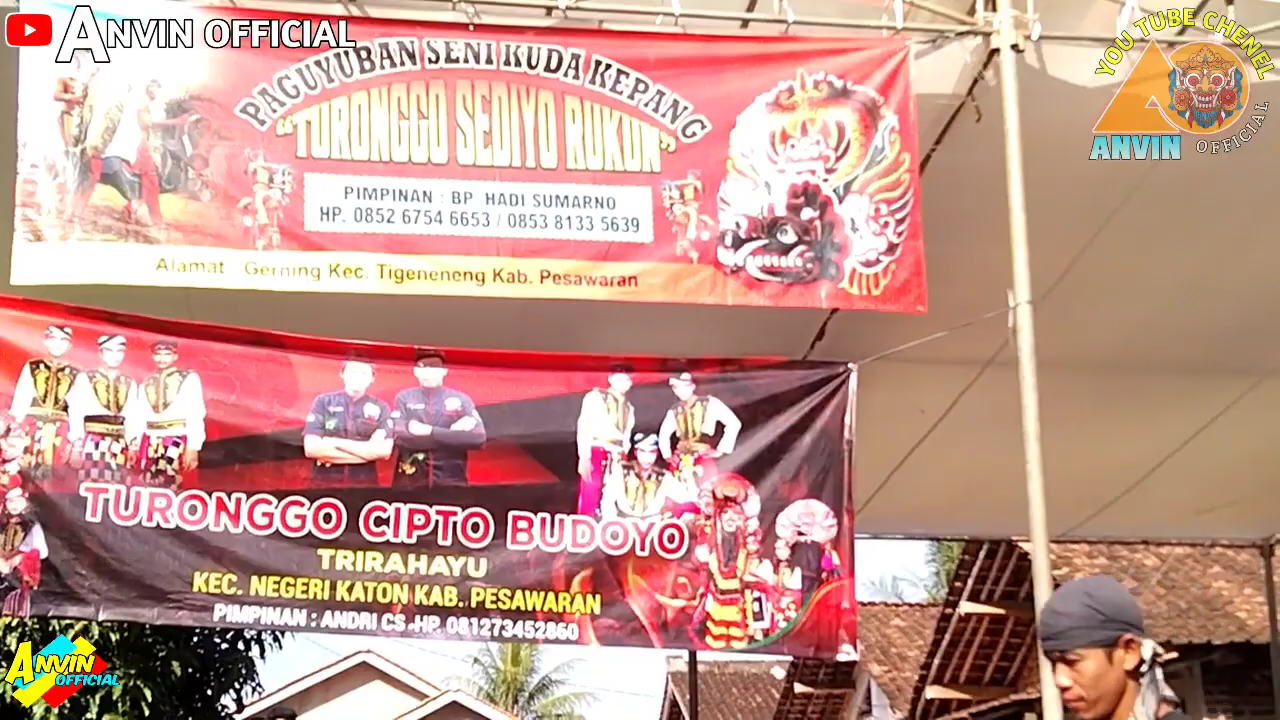 ANVIN OFFICIAL
YOU TUBE CHENEL
ANVIN
OFFICIAL
PAGUYUBAN SENI KUDA KEPANG
"TURONGGO SEDIYO RUKUN"
PIMPINAN : BP HADI SUMARNO
HP. 0852 6754 6653 / 0853 8133 5639
Alamat Gerning Kec. Tigeneneng Kab. Pesawaran
TURONGGO CIPTO BUDOYO
TRIRAHAYU
KEC. NEGERI KATON KAB. PESAWARAN
PIMPINAN : ANDRI CS .HP. 081273452860
ANVIN
OFFICIAL